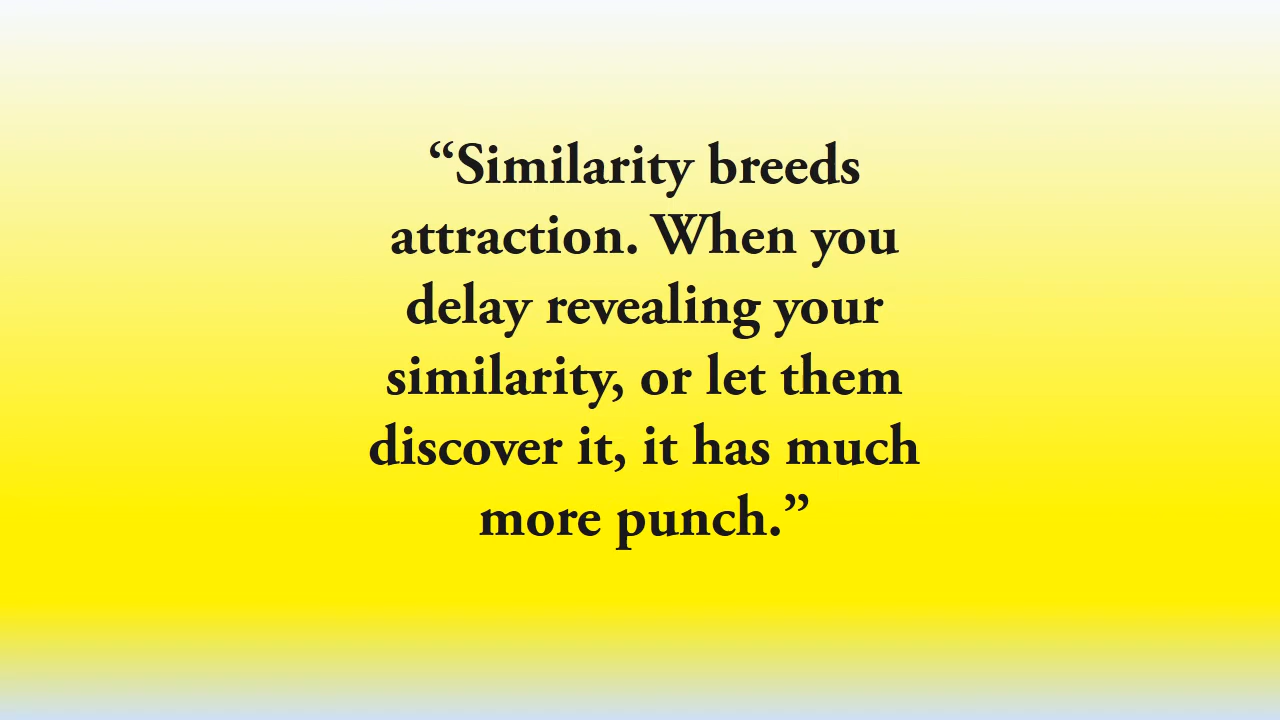 “Similarity breeds
attraction. When you
delay revealing your
similarity, or let them
discover it, it has much
more punch.”